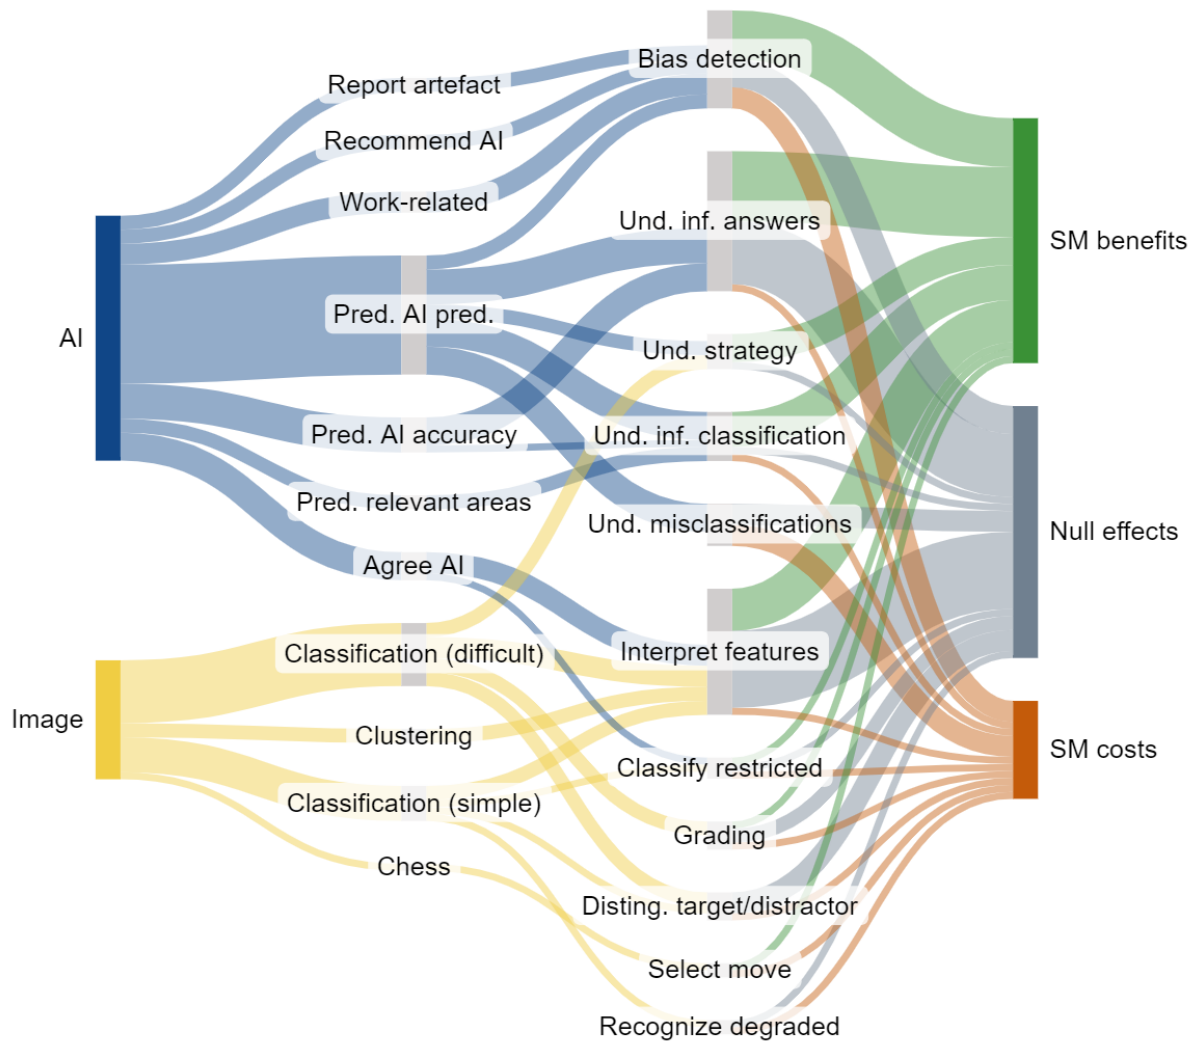 AI
Image
Report artefact
Recommend AI
Work-related
Pred. AI pred.
Pred. AI accuracy
Pred. relevant areas
Agree AI
Classification (difficult)
Clustering
Classification (simple)
Chess
Bias detection
Und. inf. answers
Und. strategy
Und. inf. classification
Und. misclassifications
Interpret features
Classify restricted
Grading
Disting. target/distractor
Select move
Recognize degraded
SM benefits
Null effects
SM costs